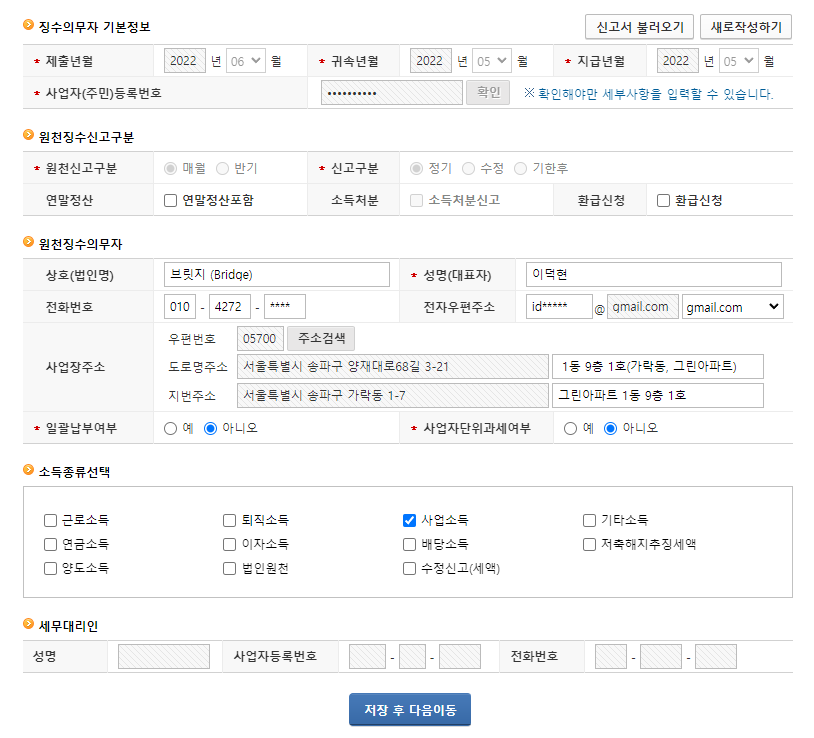 징수의무자 기본정보 신고서 불러오기 새로작성하기
* 제출년월 2022 년 06 월 * 귀속년월 2022 년 05 월 * 지급년월 2022 년 05 월
* 사업자(주민)등록번호 •••••••••• 확인 ※ 확인해야만 세부사항을 입력할 수 있습니다.
원천징수신고구분
* 원천신고구분 매월 반기 * 신고구분 정기 수정 기한후
연말정산 연말정산포함 소득처분 소득처분신고 환급신청 환급신청
원천징수의무자
상호(법인명) 브릿지 (Bridge) * 성명(대표자) 이덕현
전화번호 010 - 4272 - **** 전자우편주소 id***** @ gmail.com gmail.com
우편번호 05700 주소검색
사업장주소 도로명주소 서울특별시 송파구 양재대로68길 3-21 1동 9층 1호(가락동, 그린아파트)
지번주소 서울특별시 송파구 가락동 1-7 그린아파트 1동 9층 1호
* 일괄납부여부 예 아니오 * 사업자단위과세여부 예 아니오
소득종류선택
근로소득 퇴직소득 사업소득 기타소득
연금소득 이자소득 배당소득 저축해지추징세액
양도소득 법인원천 수정신고(세액)
세무대리인
성명 사업자등록번호 - - 전화번호 - -
저장 후 다음이동